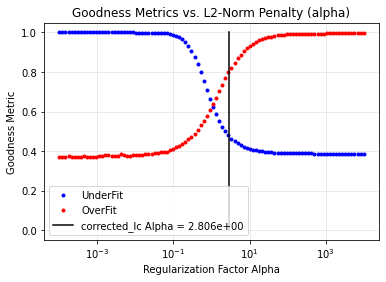 Goodness Metrics vs. L2-Norm Penalty (alpha)
Goodness Metric
1.0
0.8
0.6
0.4
0.2
0.0
UnderFit
OverFit
corrected_lc Alpha = 2.806e+00
10⁻³ 10⁻¹ 10¹ 10³
Regularization Factor Alpha